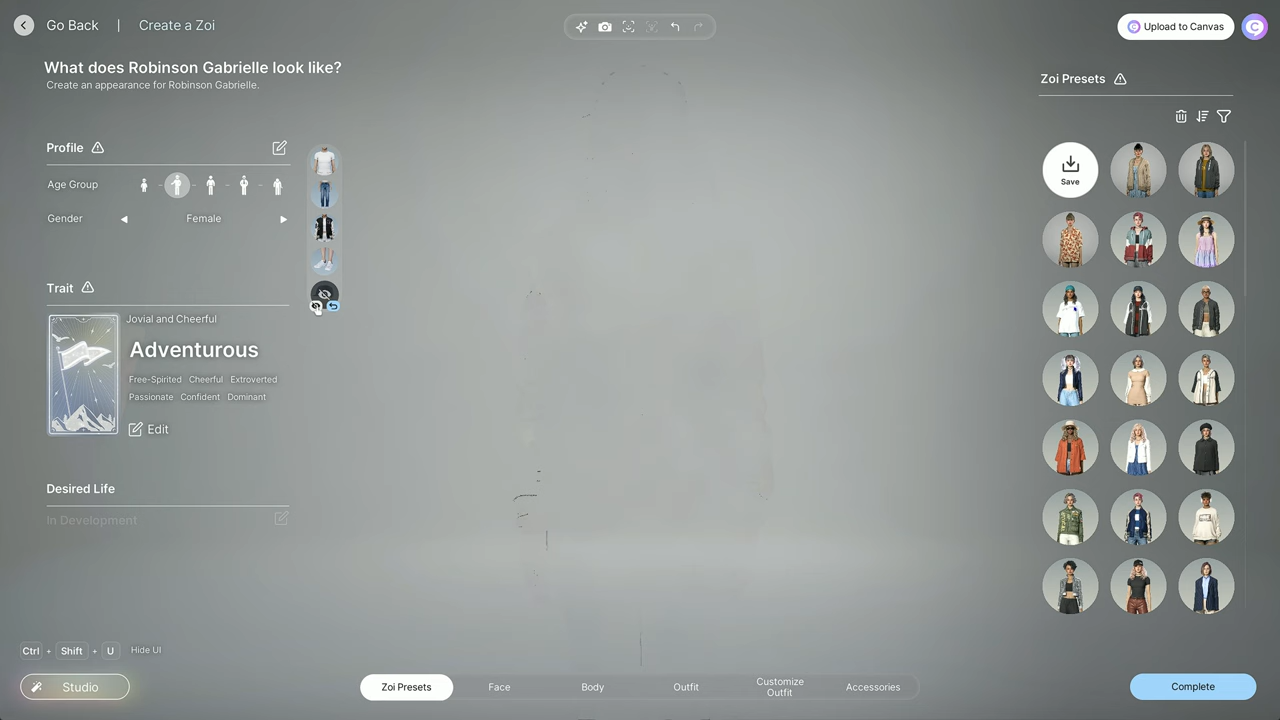 Go Back | Create a Zoi
Upload to Canvas
What does Robinson Gabrielle look like?
Create an appearance for Robinson Gabrielle.
Zoi Presets
Profile
Age Group
Gender
Female
Save
Trait
Jovial and Cheerful
Adventurous
Free-Spirited Cheerful Extroverted
Passionate Confident Dominant
Edit
Desired Life
In Development
Ctrl + Shift + U Hide UI
Studio
Zoi Presets
Face
Body
Outfit
Customize
Outfit
Accessories
Complete